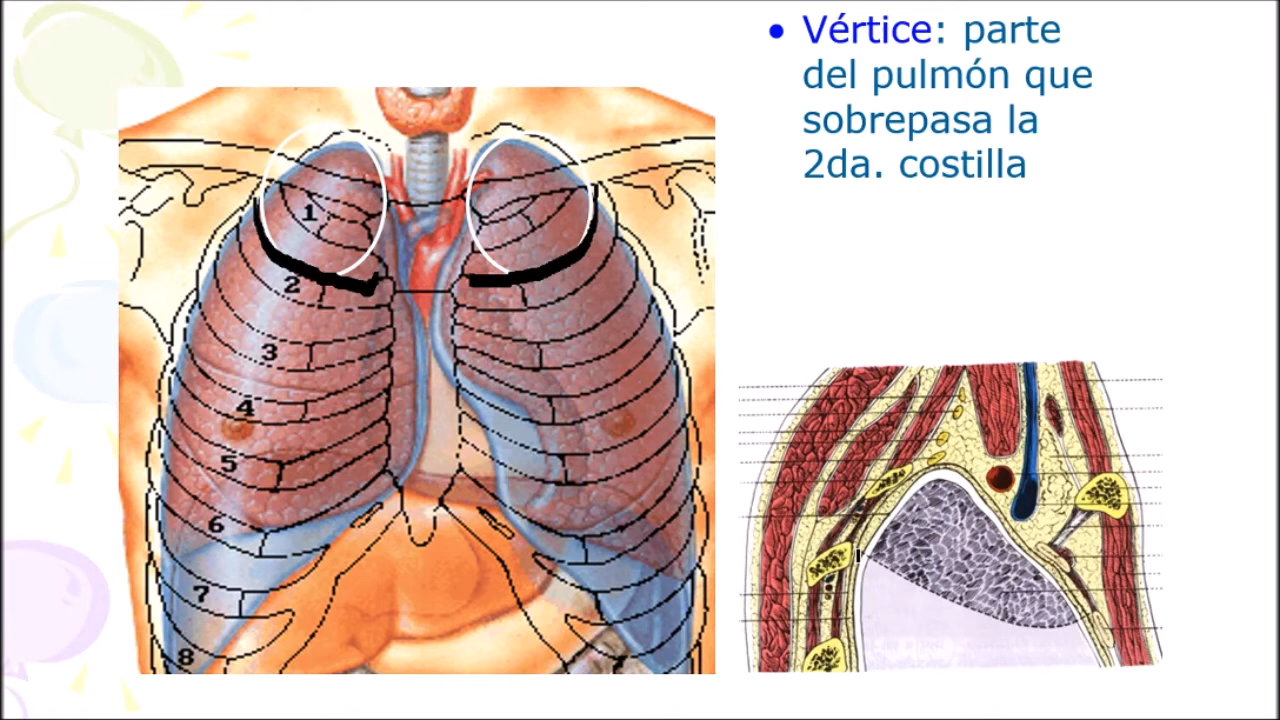 • Vértice: parte
del pulmón que
sobrepasa la
2da. costilla
1
2
3
4
5
6
7
8